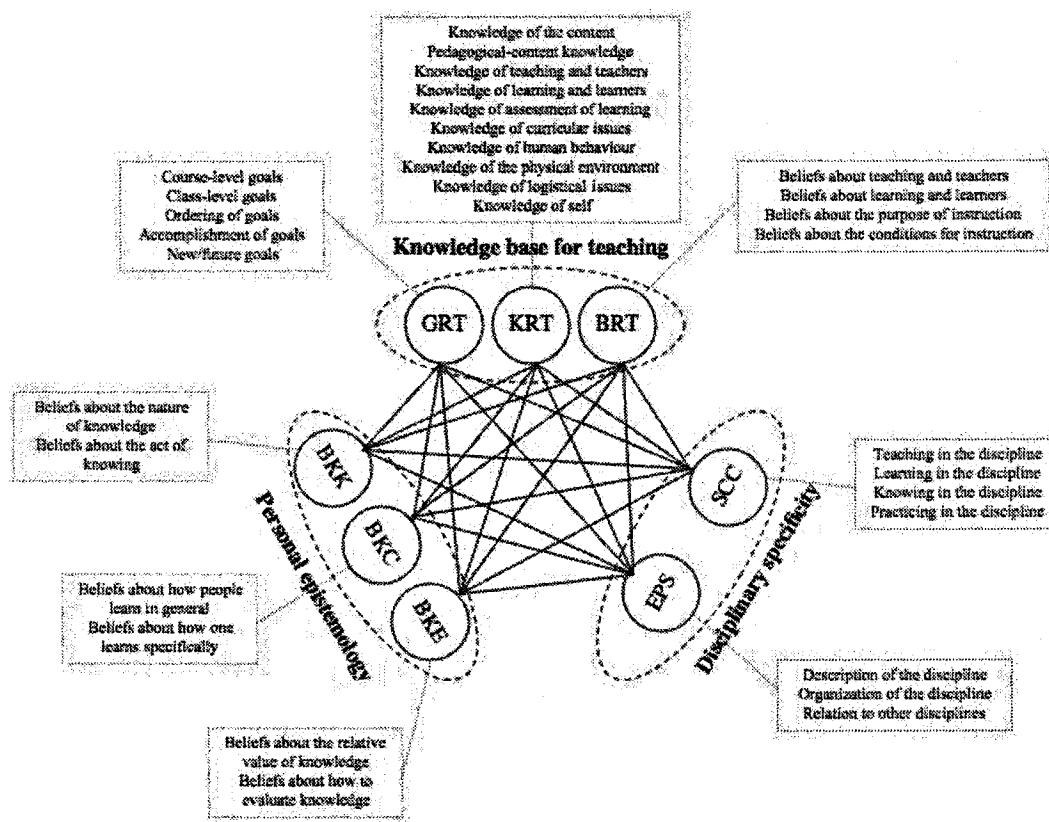 Knowledge of the content
Pedagogical-content knowledge
Knowledge of teaching and teachers
Knowledge of learning and learners
Knowledge of assessment of learning
Knowledge of curricular issues
Knowledge of human behaviour
Knowledge of the physical environment
Knowledge of logistical issues
Knowledge of self
Course-level goals
Class-level goals
Ordering of goals
Accomplishment of goals
New/future goals
Beliefs about teaching and teachers
Beliefs about learning and learners
Beliefs about the purpose of instruction
Beliefs about the conditions for instruction
Knowledge base for teaching
GRT
KRT
BRT
Beliefs about the nature
of knowledge
Beliefs about the act of
knowing
BKK
BKC
BKE
Personal epistemology
SCC
EPS
Disciplinary specificity
Teaching in the discipline
Learning in the discipline
Knowing in the discipline
Practicing in the discipline
Beliefs about how people
learn in general
Beliefs about how one
learns specifically
Description of the discipline
Organization of the discipline
Relation to other disciplines
Beliefs about the relative
value of knowledge
Beliefs about how to
evaluate knowledge